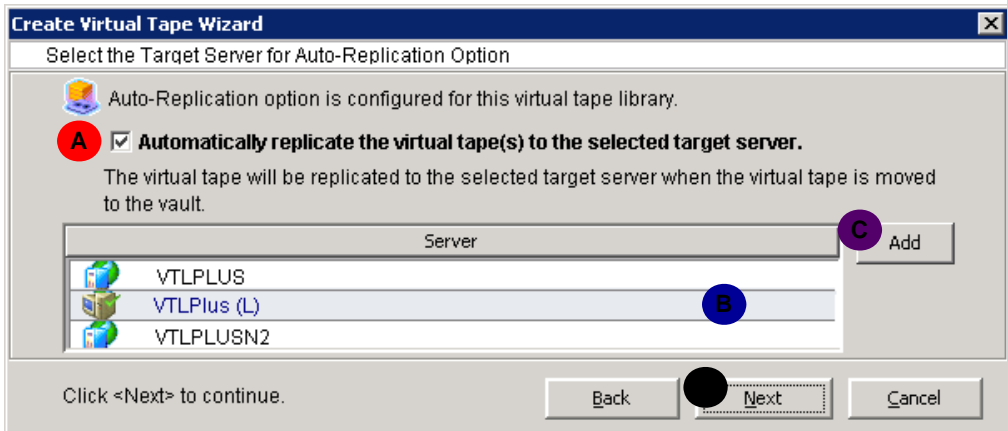 Create Virtual Tape Wizard
Select the Target Server for Auto-Replication Option
Auto-Replication option is configured for this virtual tape library.
A Automatically replicate the virtual tape(s) to the selected target server.
The virtual tape will be replicated to the selected target server when the virtual tape is moved
to the vault.
Server C Add
VTLPLUS
VTLPlus (L) B
VTLPLUSN2
Click <Next> to continue. Back Next Cancel